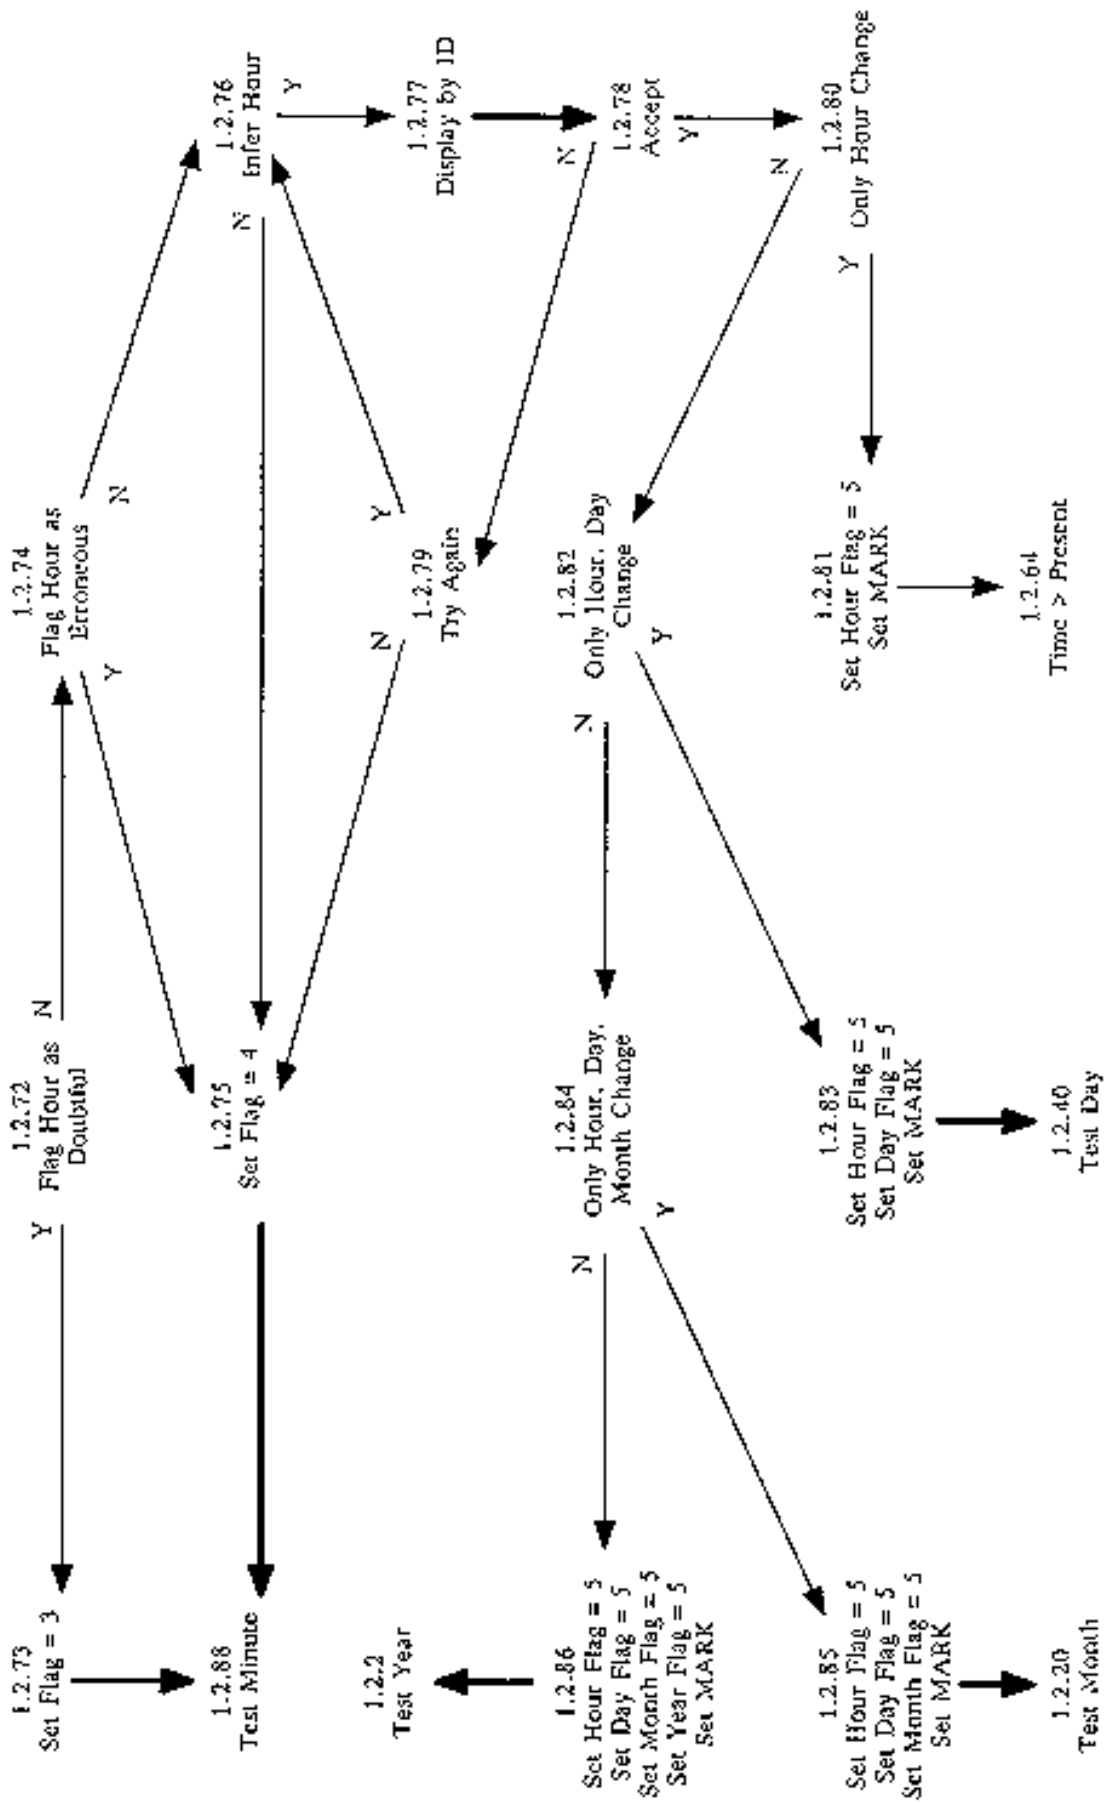 1.2.73
Set Flag = 3
Y
1.2.72
Flag Hour as
Doubtful
N
1.2.74
Flag Hour as
Erroneous
Y
N
1.2.88
Test Minute
1.2.75
Set Flag = 4
N
1.2.76
Infer Hour
Y
1.2.2
Test Year
N
1.2.79
Try Again
Y
1.2.77
Display by ID
1.2.86
Set Hour Flag = 5
Set Day Flag = 5
Set Month Flag = 5
Set Year Flag = 5
Set MARK
N
1.2.84
Only Hour, Day,
Month Change
Y
N
1.2.82
Only Hour, Day
Change
Y
N
1.2.78
Accept
Y
1.2.85
Set Hour Flag = 5
Set Day Flag = 5
Set Month Flag = 5
Set MARK
1.2.83
Set Hour Flag = 5
Set Day Flag = 5
Set MARK
1.2.81
Set Hour Flag = 5
Set MARK
Y
N
1.2.80
Only Hour Change
1.2.20
Test Month
1.2.40
Test Day
1.2.64
Time > Present